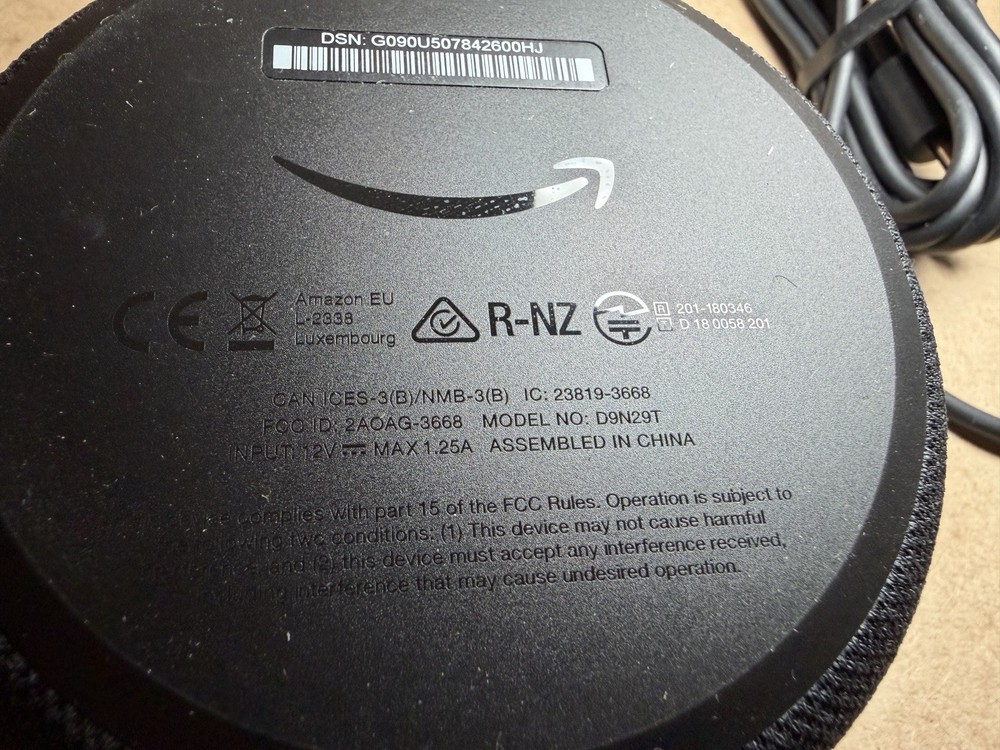 DSN: G090U507842600HJ
Amazon EU
L-2338
Luxembourg
CE
R-NZ
R 201-180346
T D 18 0058 201
CAN ICES-3(B)/NMB-3(B) IC: 23819-3668
FCC ID: 2AOAG-3668 MODEL NO: D9N29T
INPUT: 12V MAX 1.25A ASSEMBLED IN CHINA
complies with part 15 of the FCC Rules. Operation is subject to
following two conditions: (1) This device may not cause harmful
and (2) this device must accept any interference received,
interference that may cause undesired operation.